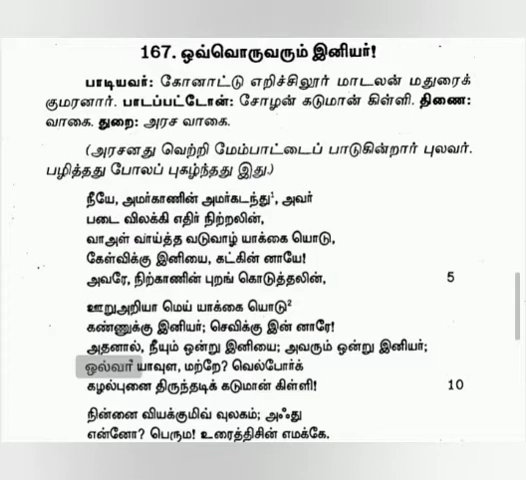 167. ஒவ்வொருவரும் இனியர்!
பாடியவர்: கோனாட்டு எறிச்சிலூர் மாடலன் மதுரைக்
குமரனார். பாடப்பட்டோன்: சோழன் கடுமான் கிள்ளி. திணை:
வாகை. துறை: அரச வாகை.
(அரசனது வெற்றி மேம்பாட்டைப் பாடுகின்றார் புலவர்.
பழித்தது போலப் புகழ்ந்தது இது.)
நீயே, அமர்காணின் அமர்கடந்து¹, அவர்
படை விலக்கி எதிர் நிற்றலின்,
வாஅள் வாய்த்த வடுவாழ் யாக்கை யொடு,
கேள்விக்கு இனியை, கட்கின் னாயே!
அவரே, நிற்காணின் புறங் கொடுத்தலின், 5
ஊறுஅறியா மெய் யாக்கை யொடு²
கண்ணுக்கு இனியர்; செவிக்கு இன் னாரே!
அதனால், நீயும் ஒன்று இனியை; அவரும் ஒன்று இனியர்;
ஒல்வர் யாவுள, மற்றே? வெல்போர்க்
கழல்புனை திருந்தடிக் கடுமான் கிள்ளி! 10
நின்னை வியக்குமிவ் வுலகம்; அஃது
என்னோ? பெரும! உரைத்திசின் எமக்கே.